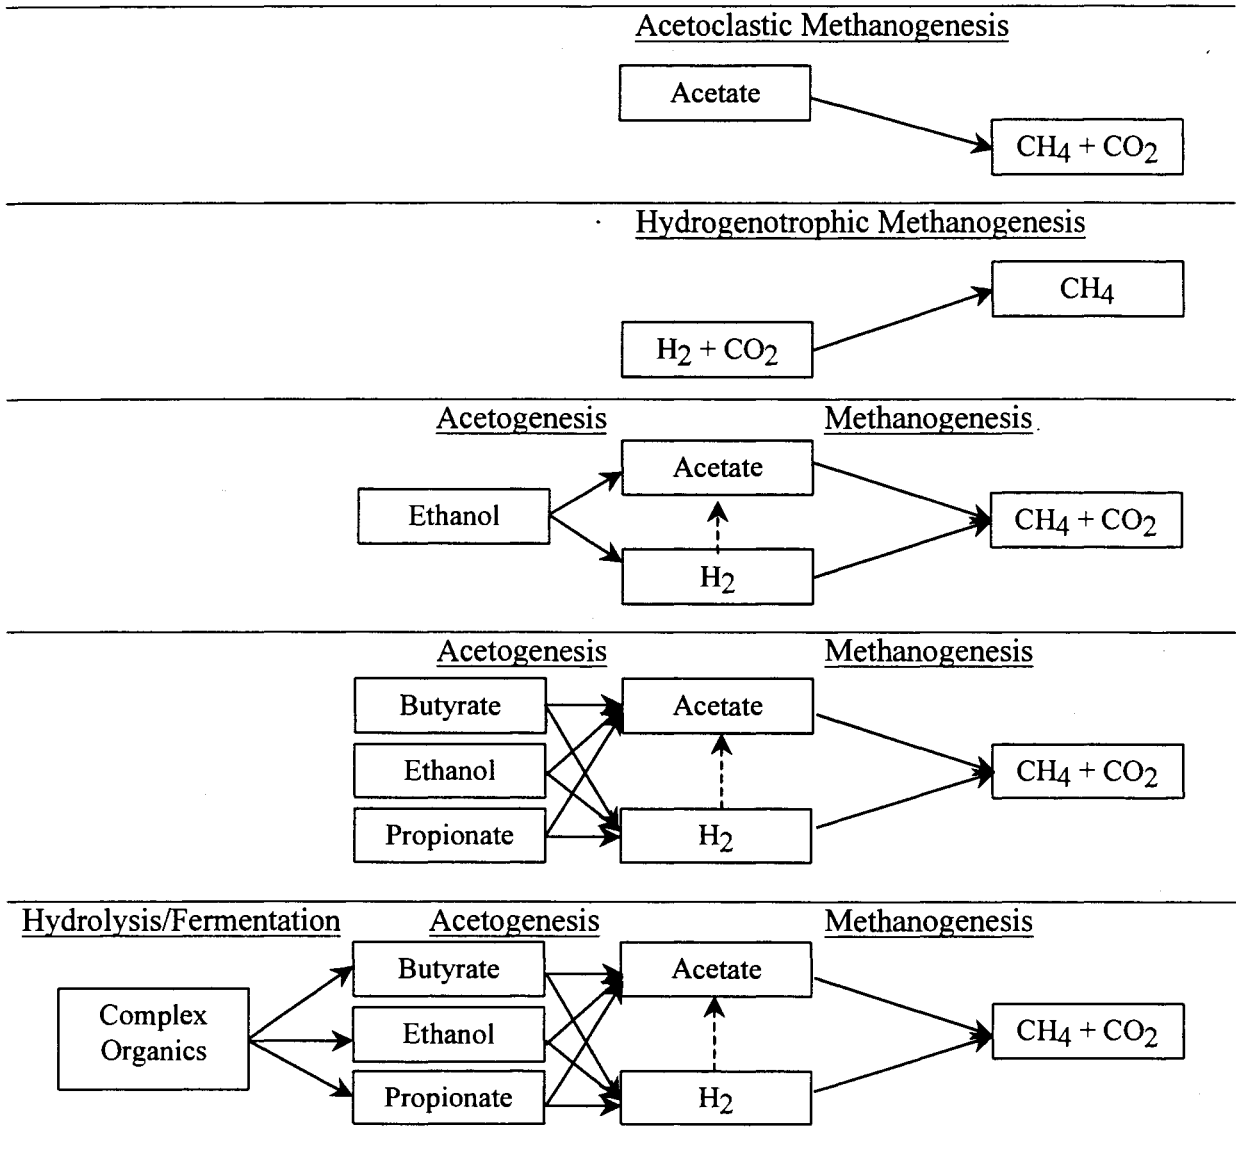 Acetoclastic Methanogenesis
Acetate
CH4 + CO2
Hydrogenotrophic Methanogenesis
CH4
H2 + CO2
Acetogenesis Methanogenesis
Acetate
Ethanol
CH4 + CO2
H2
Acetogenesis Methanogenesis
Butyrate Acetate
Ethanol CH4 + CO2
Propionate H2
Hydrolysis/Fermentation Acetogenesis Methanogenesis
Butyrate Acetate
Complex
Organics
Ethanol CH4 + CO2
Propionate H2